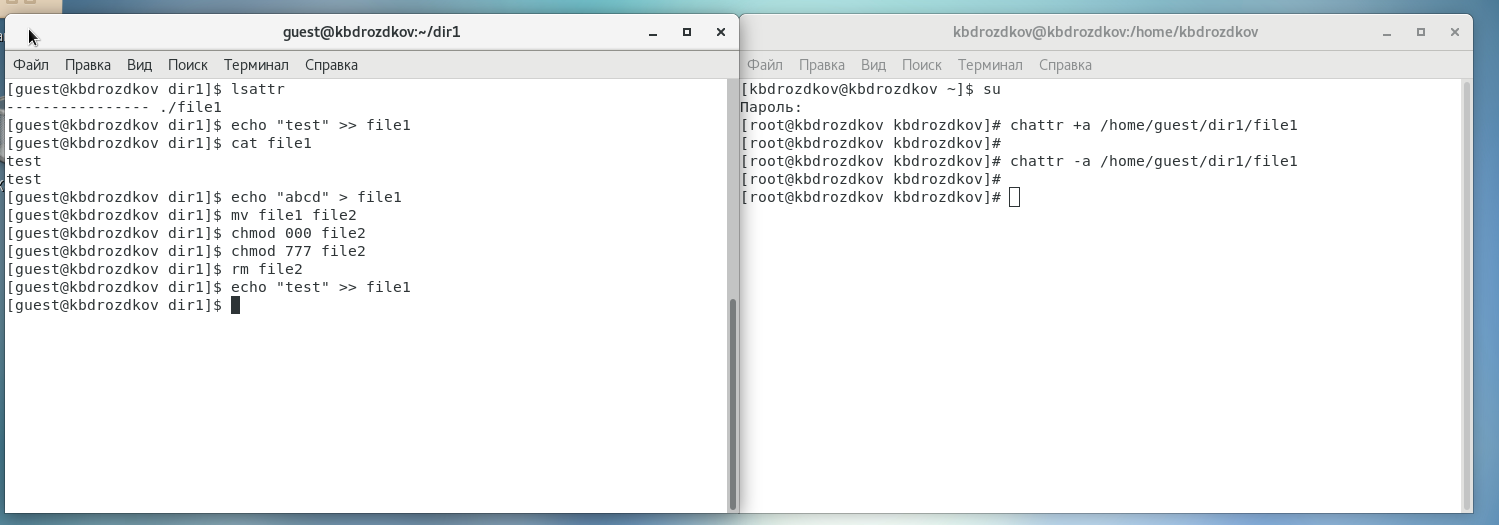 guest@kbdrozdkov:~/dir1
Файл Правка Вид Поиск Терминал Справка
[guest@kbdrozdkov dir1]$ lsattr
---------------- ./file1
[guest@kbdrozdkov dir1]$ echo "test" >> file1
[guest@kbdrozdkov dir1]$ cat file1
test
test
[guest@kbdrozdkov dir1]$ echo "abcd" > file1
[guest@kbdrozdkov dir1]$ mv file1 file2
[guest@kbdrozdkov dir1]$ chmod 000 file2
[guest@kbdrozdkov dir1]$ chmod 777 file2
[guest@kbdrozdkov dir1]$ rm file2
[guest@kbdrozdkov dir1]$ echo "test" >> file1
[guest@kbdrozdkov dir1]$
kbdrozdkov@kbdrozdkov:/home/kbdrozdkov
Файл Правка Вид Поиск Терминал Справка
[kbdrozdkov@kbdrozdkov ~]$ su
Пароль:
[root@kbdrozdkov kbdrozdkov]# chattr +a /home/guest/dir1/file1
[root@kbdrozdkov kbdrozdkov]#
[root@kbdrozdkov kbdrozdkov]# chattr -a /home/guest/dir1/file1
[root@kbdrozdkov kbdrozdkov]#
[root@kbdrozdkov kbdrozdkov]#